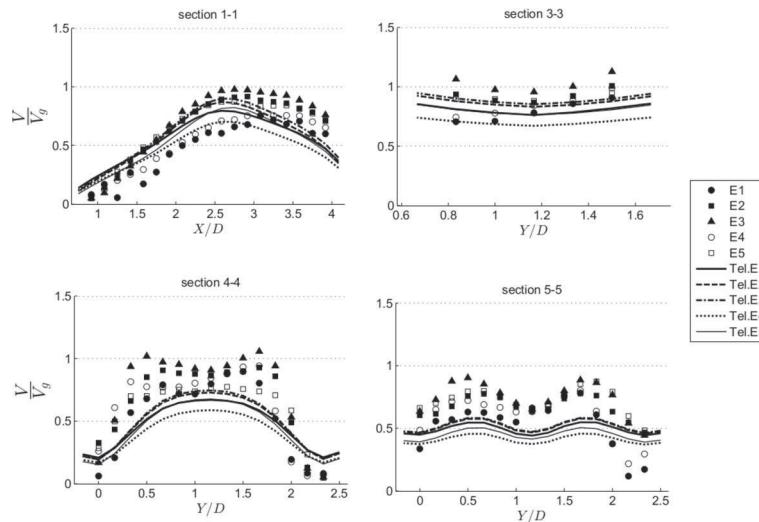 section 1-1
1.5
1
0.5
0
V
Vg
1 1.5 2 2.5 3 3.5 4
X/D
section 3-3
1.5
1
0.5
0
0.6 0.8 1 1.2 1.4 1.6
Y/D
E1
E2
E3
E4
E5
Tel.E
Tel.E
Tel.E
Tel.E
Tel.E
section 4-4
1.5
1
0.5
0
V
Vg
0 0.5 1 1.5 2 2.5
Y/D
section 5-5
1.5
1
0.5
0
0 0.5 1 1.5 2 2.5
Y/D